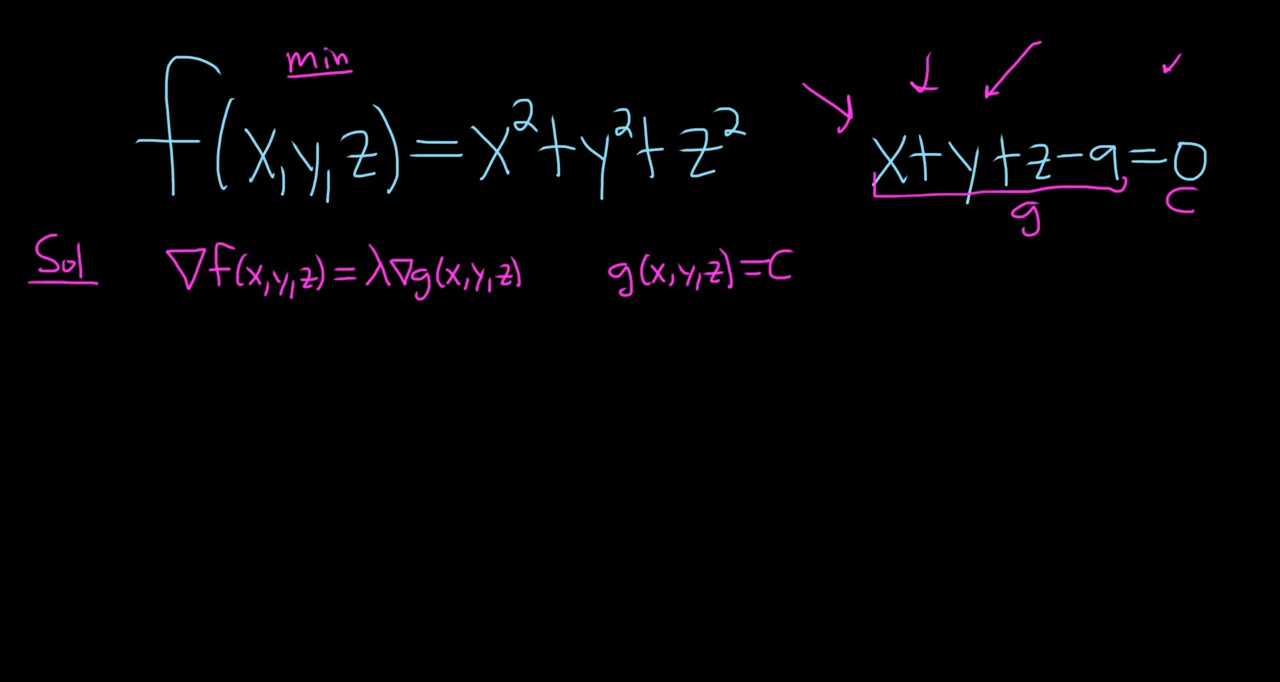 min
f(x,y,z)=x²+y²+z² x+y+z-9=0
g c
Sol ∇f(x,y,z)=λ∇g(x,y,z) g(x,y,z)=c